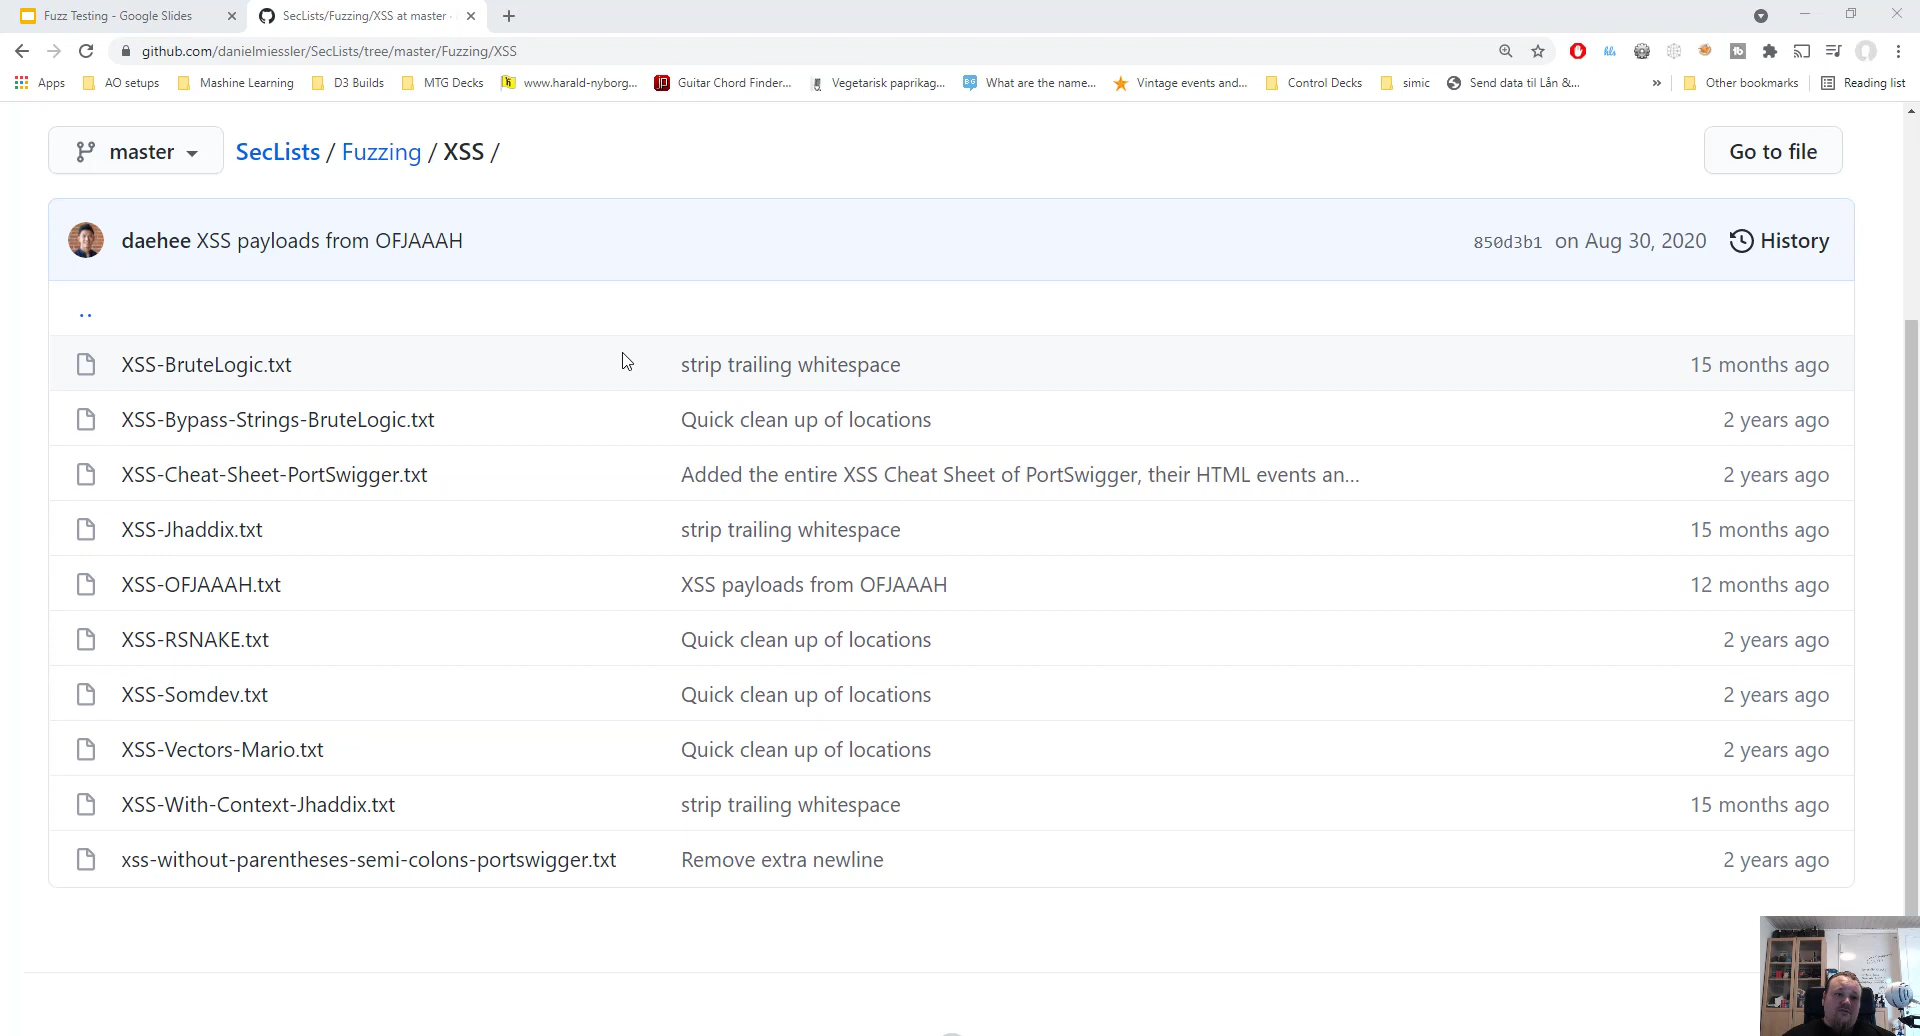 Fuzz Testing - Google Slides
SecLists/Fuzzing/XSS at master ·
github.com/danielmiessler/SecLists/tree/master/Fuzzing/XSS
Apps
AO setups
Mashine Learning
D3 Builds
MTG Decks
www.harald-nyborg...
Guitar Chord Finder...
Vegetarisk paprikag...
What are the name...
Vintage events and...
Control Decks
simic
Send data til Lån &...
»
Other bookmarks
Reading list
master
SecLists / Fuzzing / XSS /
Go to file
daehee XSS payloads from OFJAAAH
850d3b1 on Aug 30, 2020
History
..
XSS-BruteLogic.txt strip trailing whitespace 15 months ago
XSS-Bypass-Strings-BruteLogic.txt Quick clean up of locations 2 years ago
XSS-Cheat-Sheet-PortSwigger.txt Added the entire XSS Cheat Sheet of PortSwigger, their HTML events an... 2 years ago
XSS-Jhaddix.txt strip trailing whitespace 15 months ago
XSS-OFJAAAH.txt XSS payloads from OFJAAAH 12 months ago
XSS-RSNAKE.txt Quick clean up of locations 2 years ago
XSS-Somdev.txt Quick clean up of locations 2 years ago
XSS-Vectors-Mario.txt Quick clean up of locations 2 years ago
XSS-With-Context-Jhaddix.txt strip trailing whitespace 15 months ago
xss-without-parentheses-semi-colons-portswigger.txt Remove extra newline 2 years ago